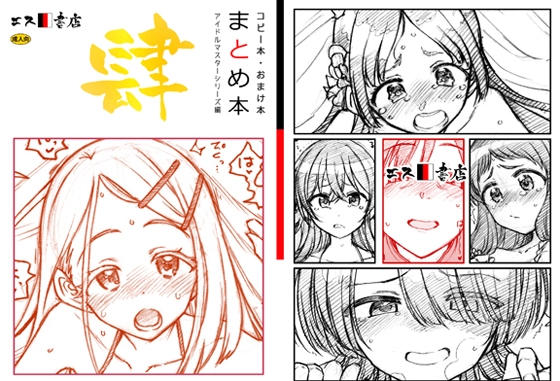 エス書店
成人向
肆
コピー本・おまけ本
まとめ本
アイドルマスターシリーズ編
は
エス書店